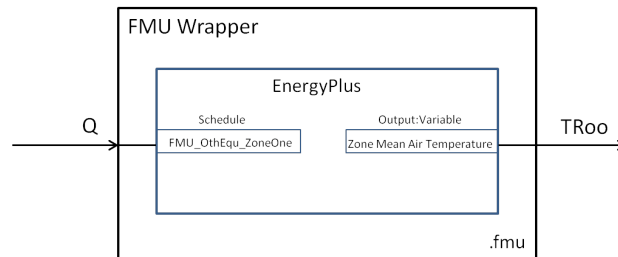 FMU Wrapper
EnergyPlus
Schedule
Output:Variable
Q
TRoo
FMU_OthEqu_ZoneOne
Zone Mean Air Temperature
.fmu